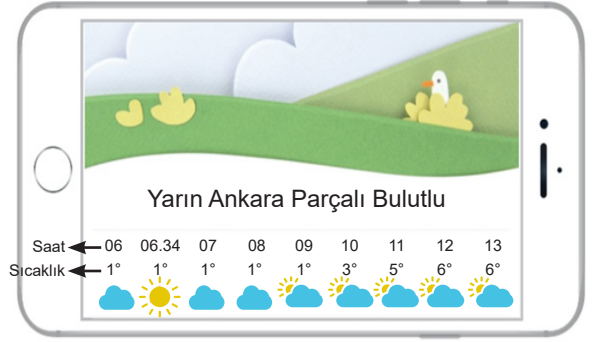 Yarın Ankara Parçalı Bulutlu
Saat 06 06.34 07 08 09 10 11 12 13
Sıcaklık 1° 1° 1° 1° 1° 3° 5° 6° 6°